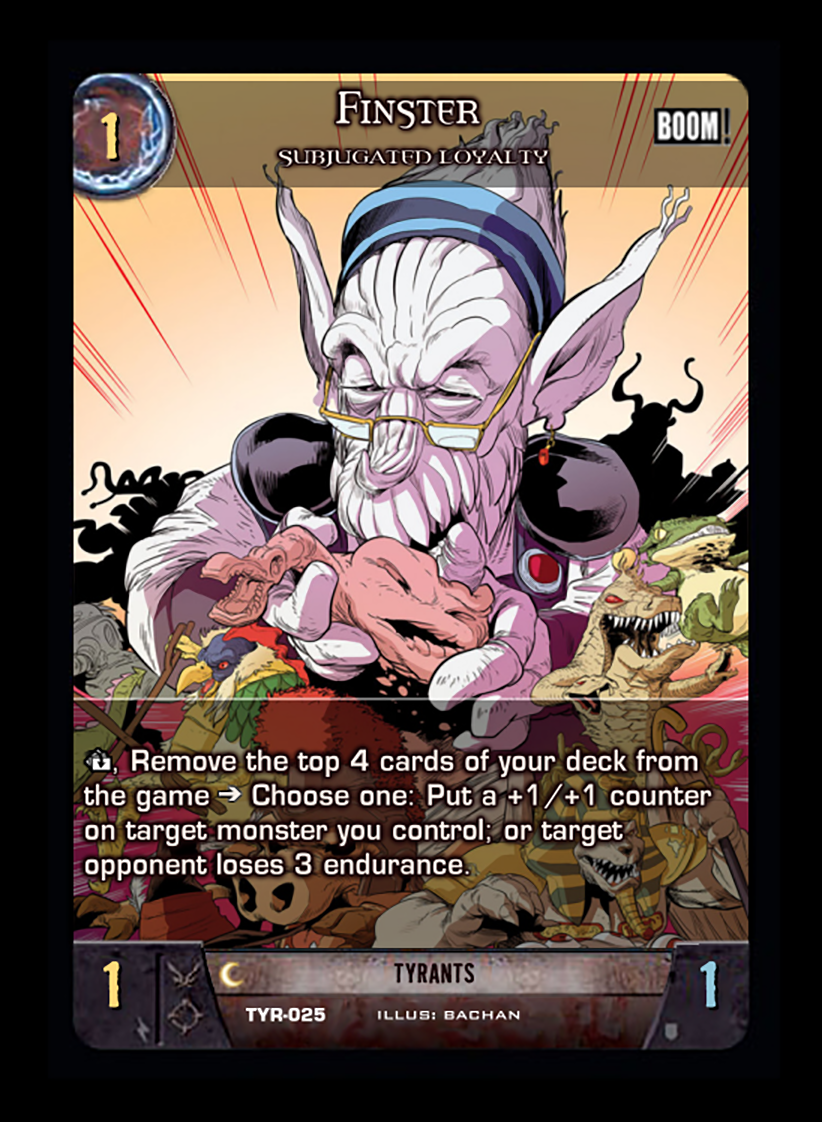 1
FINSTER
SUBJUGATED LOYALTY
BOOM!
, Remove the top 4 cards of your deck from
the game ➔ Choose one: Put a +1/+1 counter
on target monster you control; or target
opponent loses 3 endurance.
1
TYRANTS
1
TYR-025
ILLUS: BACHAN